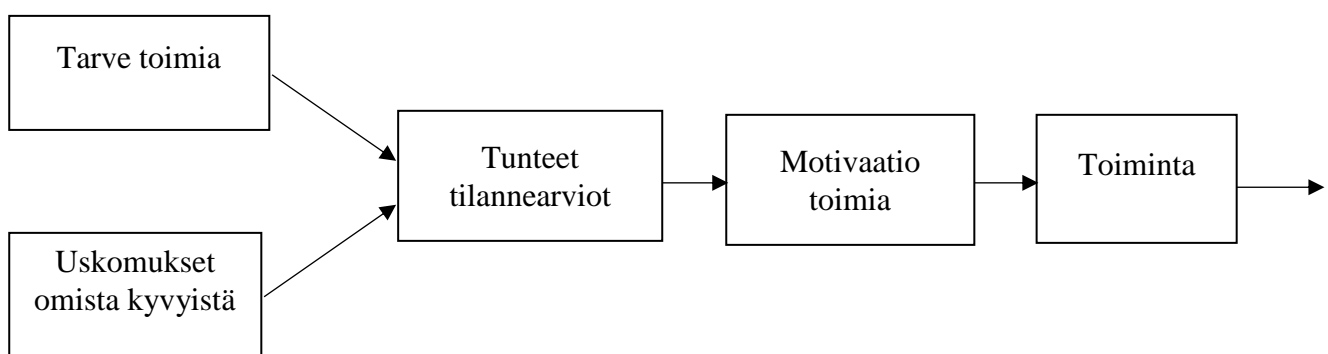 Tarve toimia
Uskomukset
omista kyvyistä
Tunteet
tilannearviot
Motivaatio
toimia
Toiminta